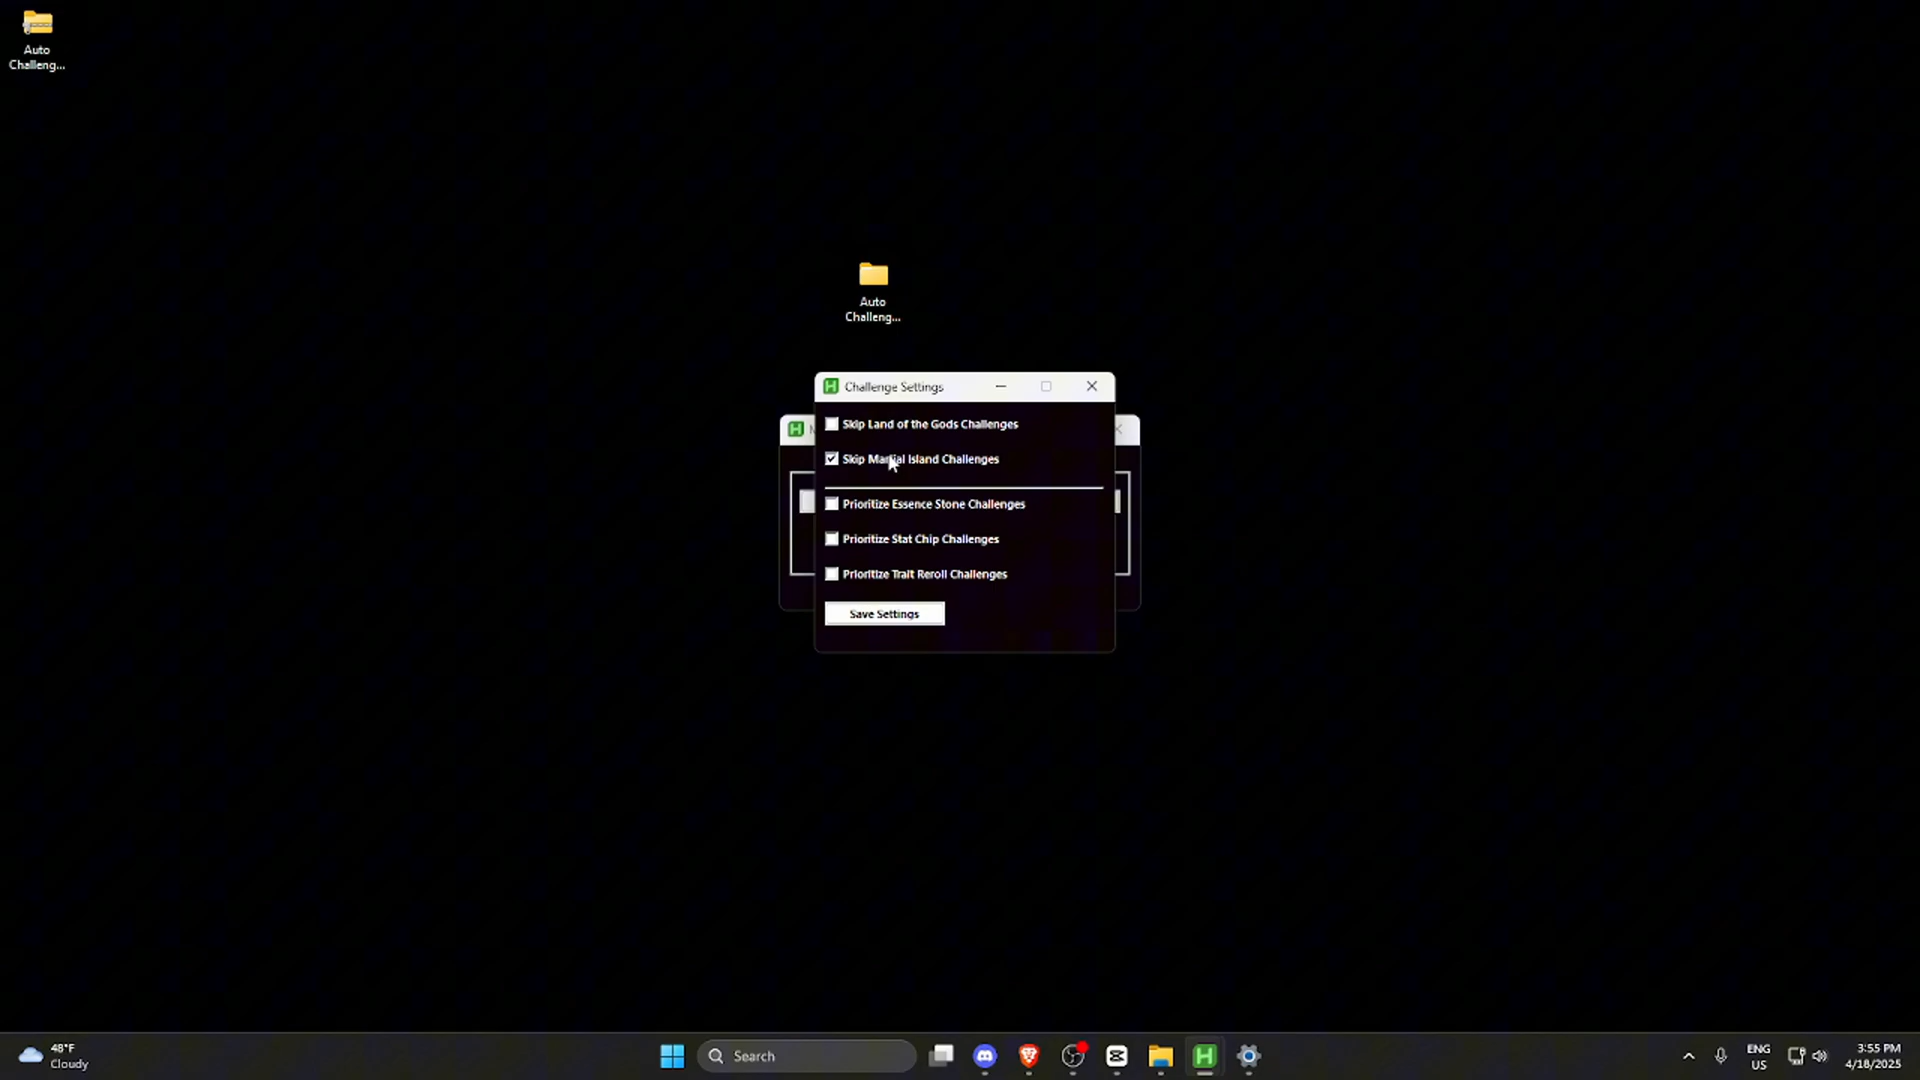 Auto
Challeng...
Auto
Challeng...
Challenge Settings
Skip Land of the Gods Challenges
Skip Martial Island Challenges
Prioritize Essence Stone Challenges
Prioritize Stat Chip Challenges
Prioritize Trait Reroll Challenges
Save Settings
48°F
Cloudy
Search
ENG
US
3:55 PM
4/18/2025